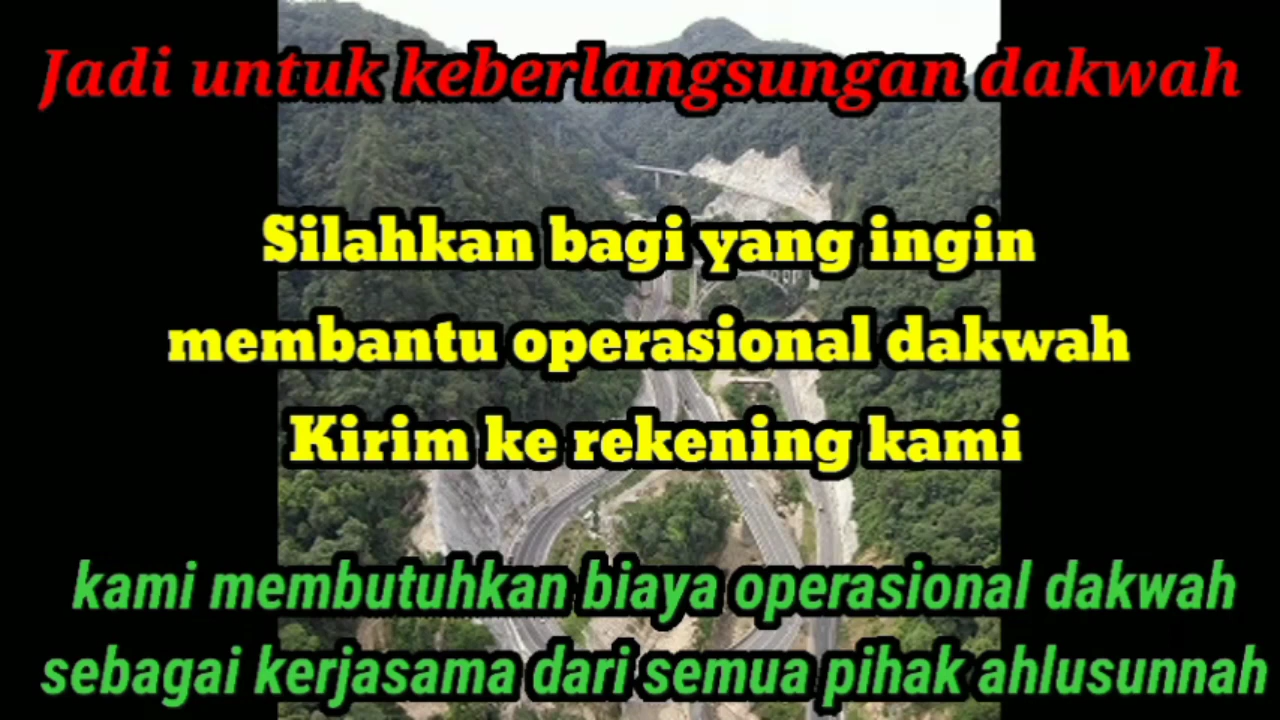 Jadi untuk keberlangsungan dakwah
Silahkan bagi yang ingin
membantu operasional dakwah
Kirim ke rekening kami
kami membutuhkan biaya operasional dakwah
sebagai kerjasama dari semua pihak ahlusunnah